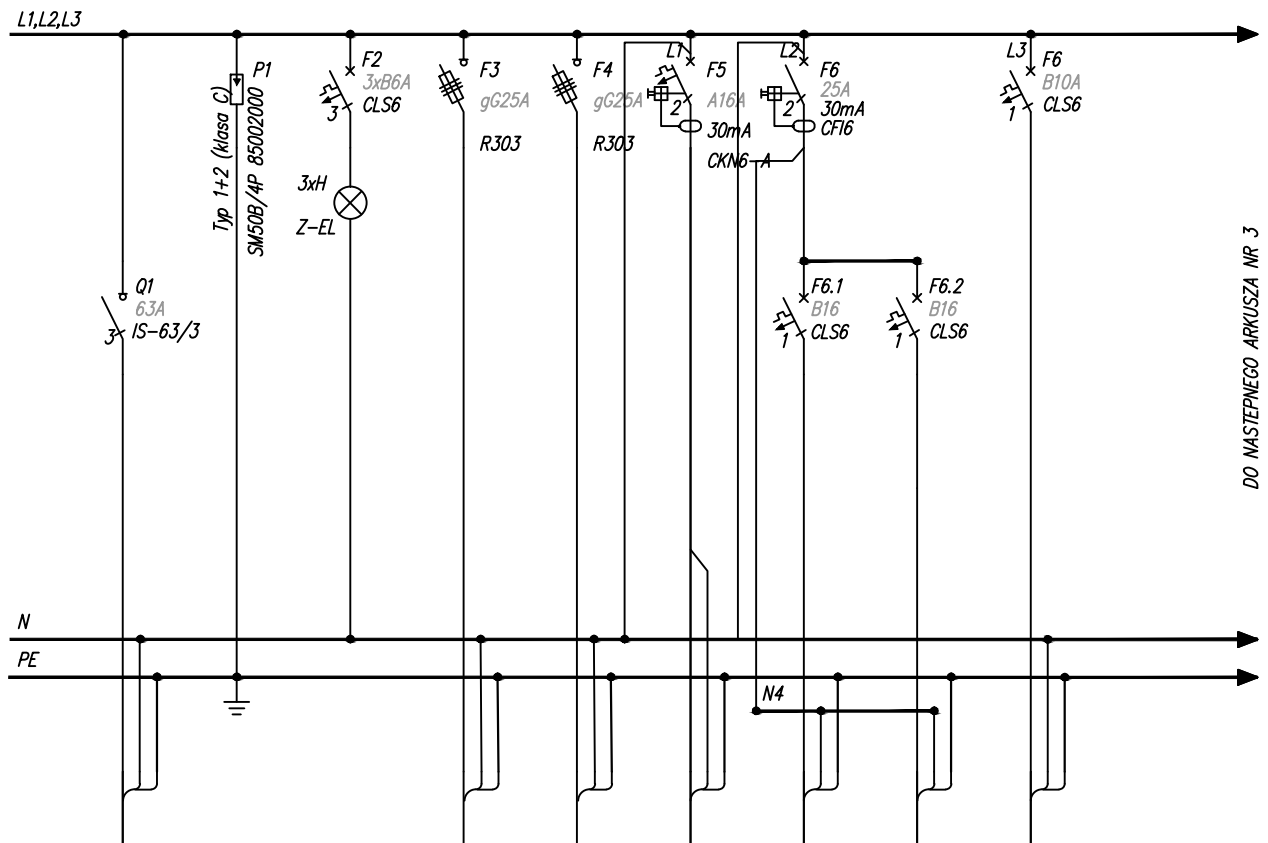 L1,L2,L3
P1
Typ 1+2 (klasa C)
SM50B/4P 85002000
F2
3xB6A
CLS6
3
3xH
Z-EL
F3
gG25A
R303
F4
gG25A
R303
L1
F5
A16A
2
30mA
CKN6-A
L2
F6
25A
2
30mA
CFI6
L3
F6
B10A
CLS6
1
Q1
63A
3
IS-63/3
F6.1
B16
CLS6
1
F6.2
B16
CLS6
1
DO NASTEPNEGO ARKUSZA NR 3
N
PE
N4